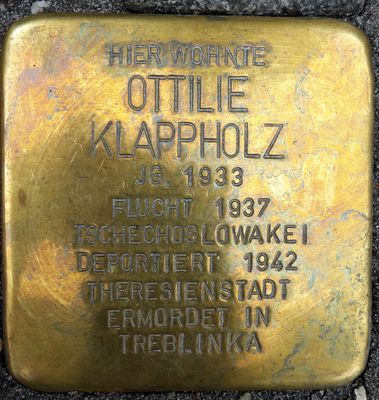 HIER WOHNTE
OTTILIE
KLAPPHOLZ
JG. 1933
FLUCHT 1937
TSCHECHOSLOWAKEI
DEPORTIERT 1942
THERESIENSTADT
ERMORDET IN
TREBLINKA